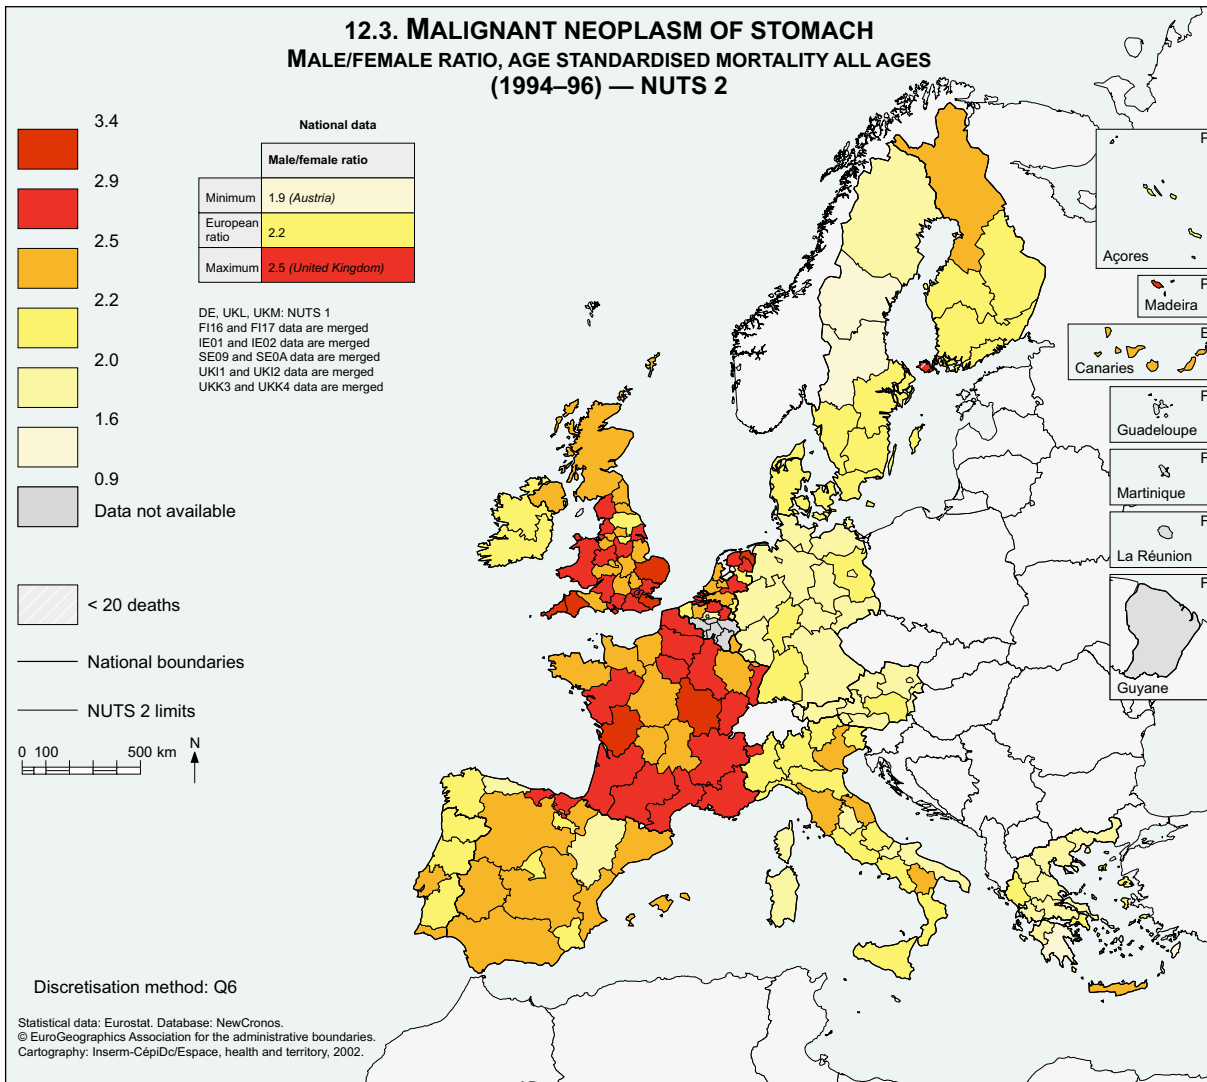 12.3. MALIGNANT NEOPLASM OF STOMACH
MALE/FEMALE RATIO, AGE STANDARDISED MORTALITY ALL AGES
(1994–96) — NUTS 2
3.4
2.9
2.5
2.2
2.0
1.6
0.9
Data not available
< 20 deaths
National boundaries
NUTS 2 limits
0 100 500 km
N
National data
Male/female ratio
Minimum 1.9 (Austria)
European ratio 2.2
Maximum 2.5 (United Kingdom)
DE, UKL, UKM: NUTS 1
FI16 and FI17 data are merged
IE01 and IE02 data are merged
SE09 and SE0A data are merged
UKI1 and UKI2 data are merged
UKK3 and UKK4 data are merged
F
Açores
F
Madeira
E
Canaries
F
Guadeloupe
F
Martinique
F
La Réunion
F
Guyane
Discretisation method: Q6
Statistical data: Eurostat. Database: NewCronos.
© EuroGeographics Association for the administrative boundaries.
Cartography: Inserm-CépiDc/Espace, health and territory, 2002.